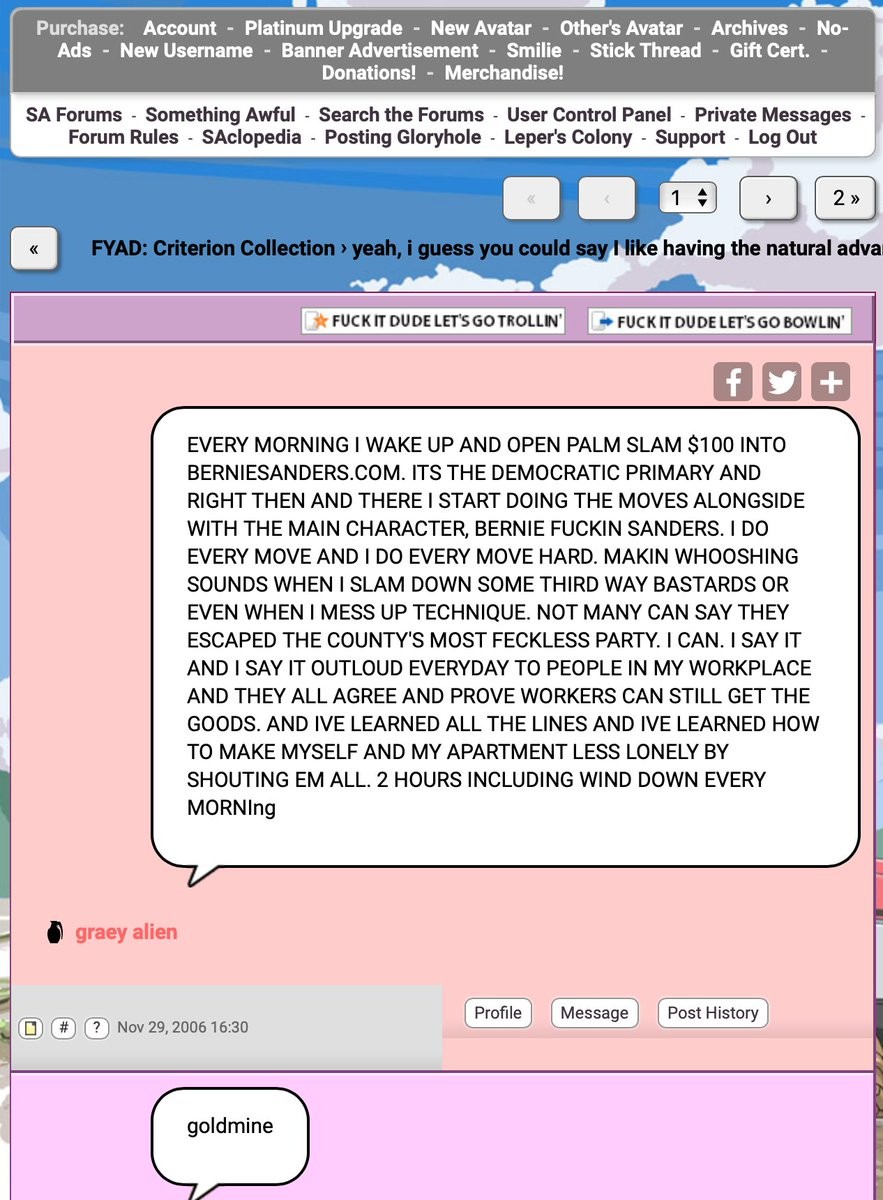 Purchase: Account - Platinum Upgrade - New Avatar - Other's Avatar - Archives - No-
Ads - New Username - Banner Advertisement - Smilie - Stick Thread - Gift Cert. -
Donations! - Merchandise!
SA Forums - Something Awful - Search the Forums - User Control Panel - Private Messages -
Forum Rules - SAclopedia - Posting Gloryhole - Leper's Colony - Support - Log Out
« ‹ 1 › 2 »
« FYAD: Criterion Collection › yeah, i guess you could say I like having the natural adva
FUCK IT DUDE LET'S GO TROLLIN' FUCK IT DUDE LET'S GO BOWLIN'
EVERY MORNING I WAKE UP AND OPEN PALM SLAM $100 INTO
BERNIESANDERS.COM. ITS THE DEMOCRATIC PRIMARY AND
RIGHT THEN AND THERE I START DOING THE MOVES ALONGSIDE
WITH THE MAIN CHARACTER, BERNIE FUCKIN SANDERS. I DO
EVERY MOVE AND I DO EVERY MOVE HARD. MAKIN WHOOSHING
SOUNDS WHEN I SLAM DOWN SOME THIRD WAY BASTARDS OR
EVEN WHEN I MESS UP TECHNIQUE. NOT MANY CAN SAY THEY
ESCAPED THE COUNTY'S MOST FECKLESS PARTY. I CAN. I SAY IT
AND I SAY IT OUTLOUD EVERYDAY TO PEOPLE IN MY WORKPLACE
AND THEY ALL AGREE AND PROVE WORKERS CAN STILL GET THE
GOODS. AND IVE LEARNED ALL THE LINES AND IVE LEARNED HOW
TO MAKE MYSELF AND MY APARTMENT LESS LONELY BY
SHOUTING EM ALL. 2 HOURS INCLUDING WIND DOWN EVERY
MORNIng
graey alien
# ? Nov 29, 2006 16:30 Profile Message Post History
goldmine